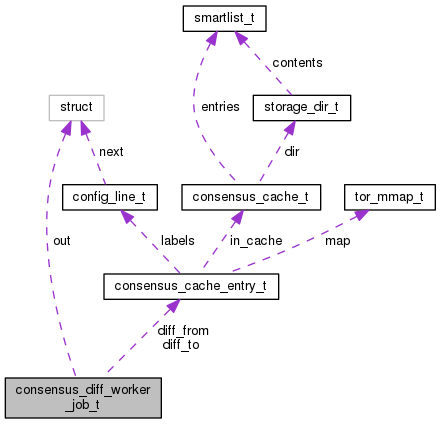 smartlist_t
contents
struct
entries
storage_dir_t
next
dir
config_line_t
consensus_cache_t
tor_mmap_t
out
labels
in_cache
map
consensus_cache_entry_t
diff_from
diff_to
consensus_diff_worker
_job_t